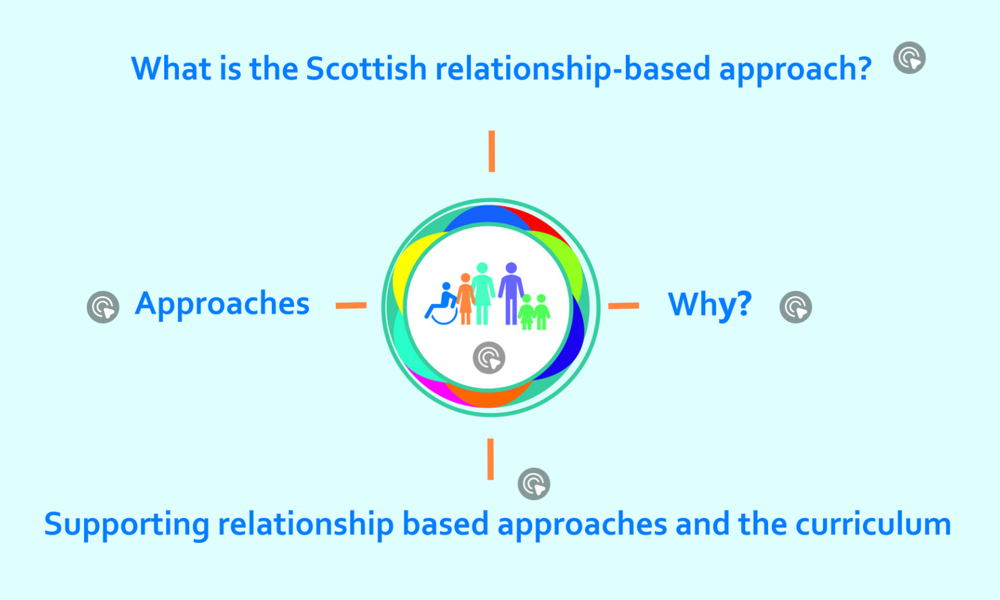 What is the Scottish relationship-based approach?
Approaches
Why?
Supporting relationship based approaches and the curriculum